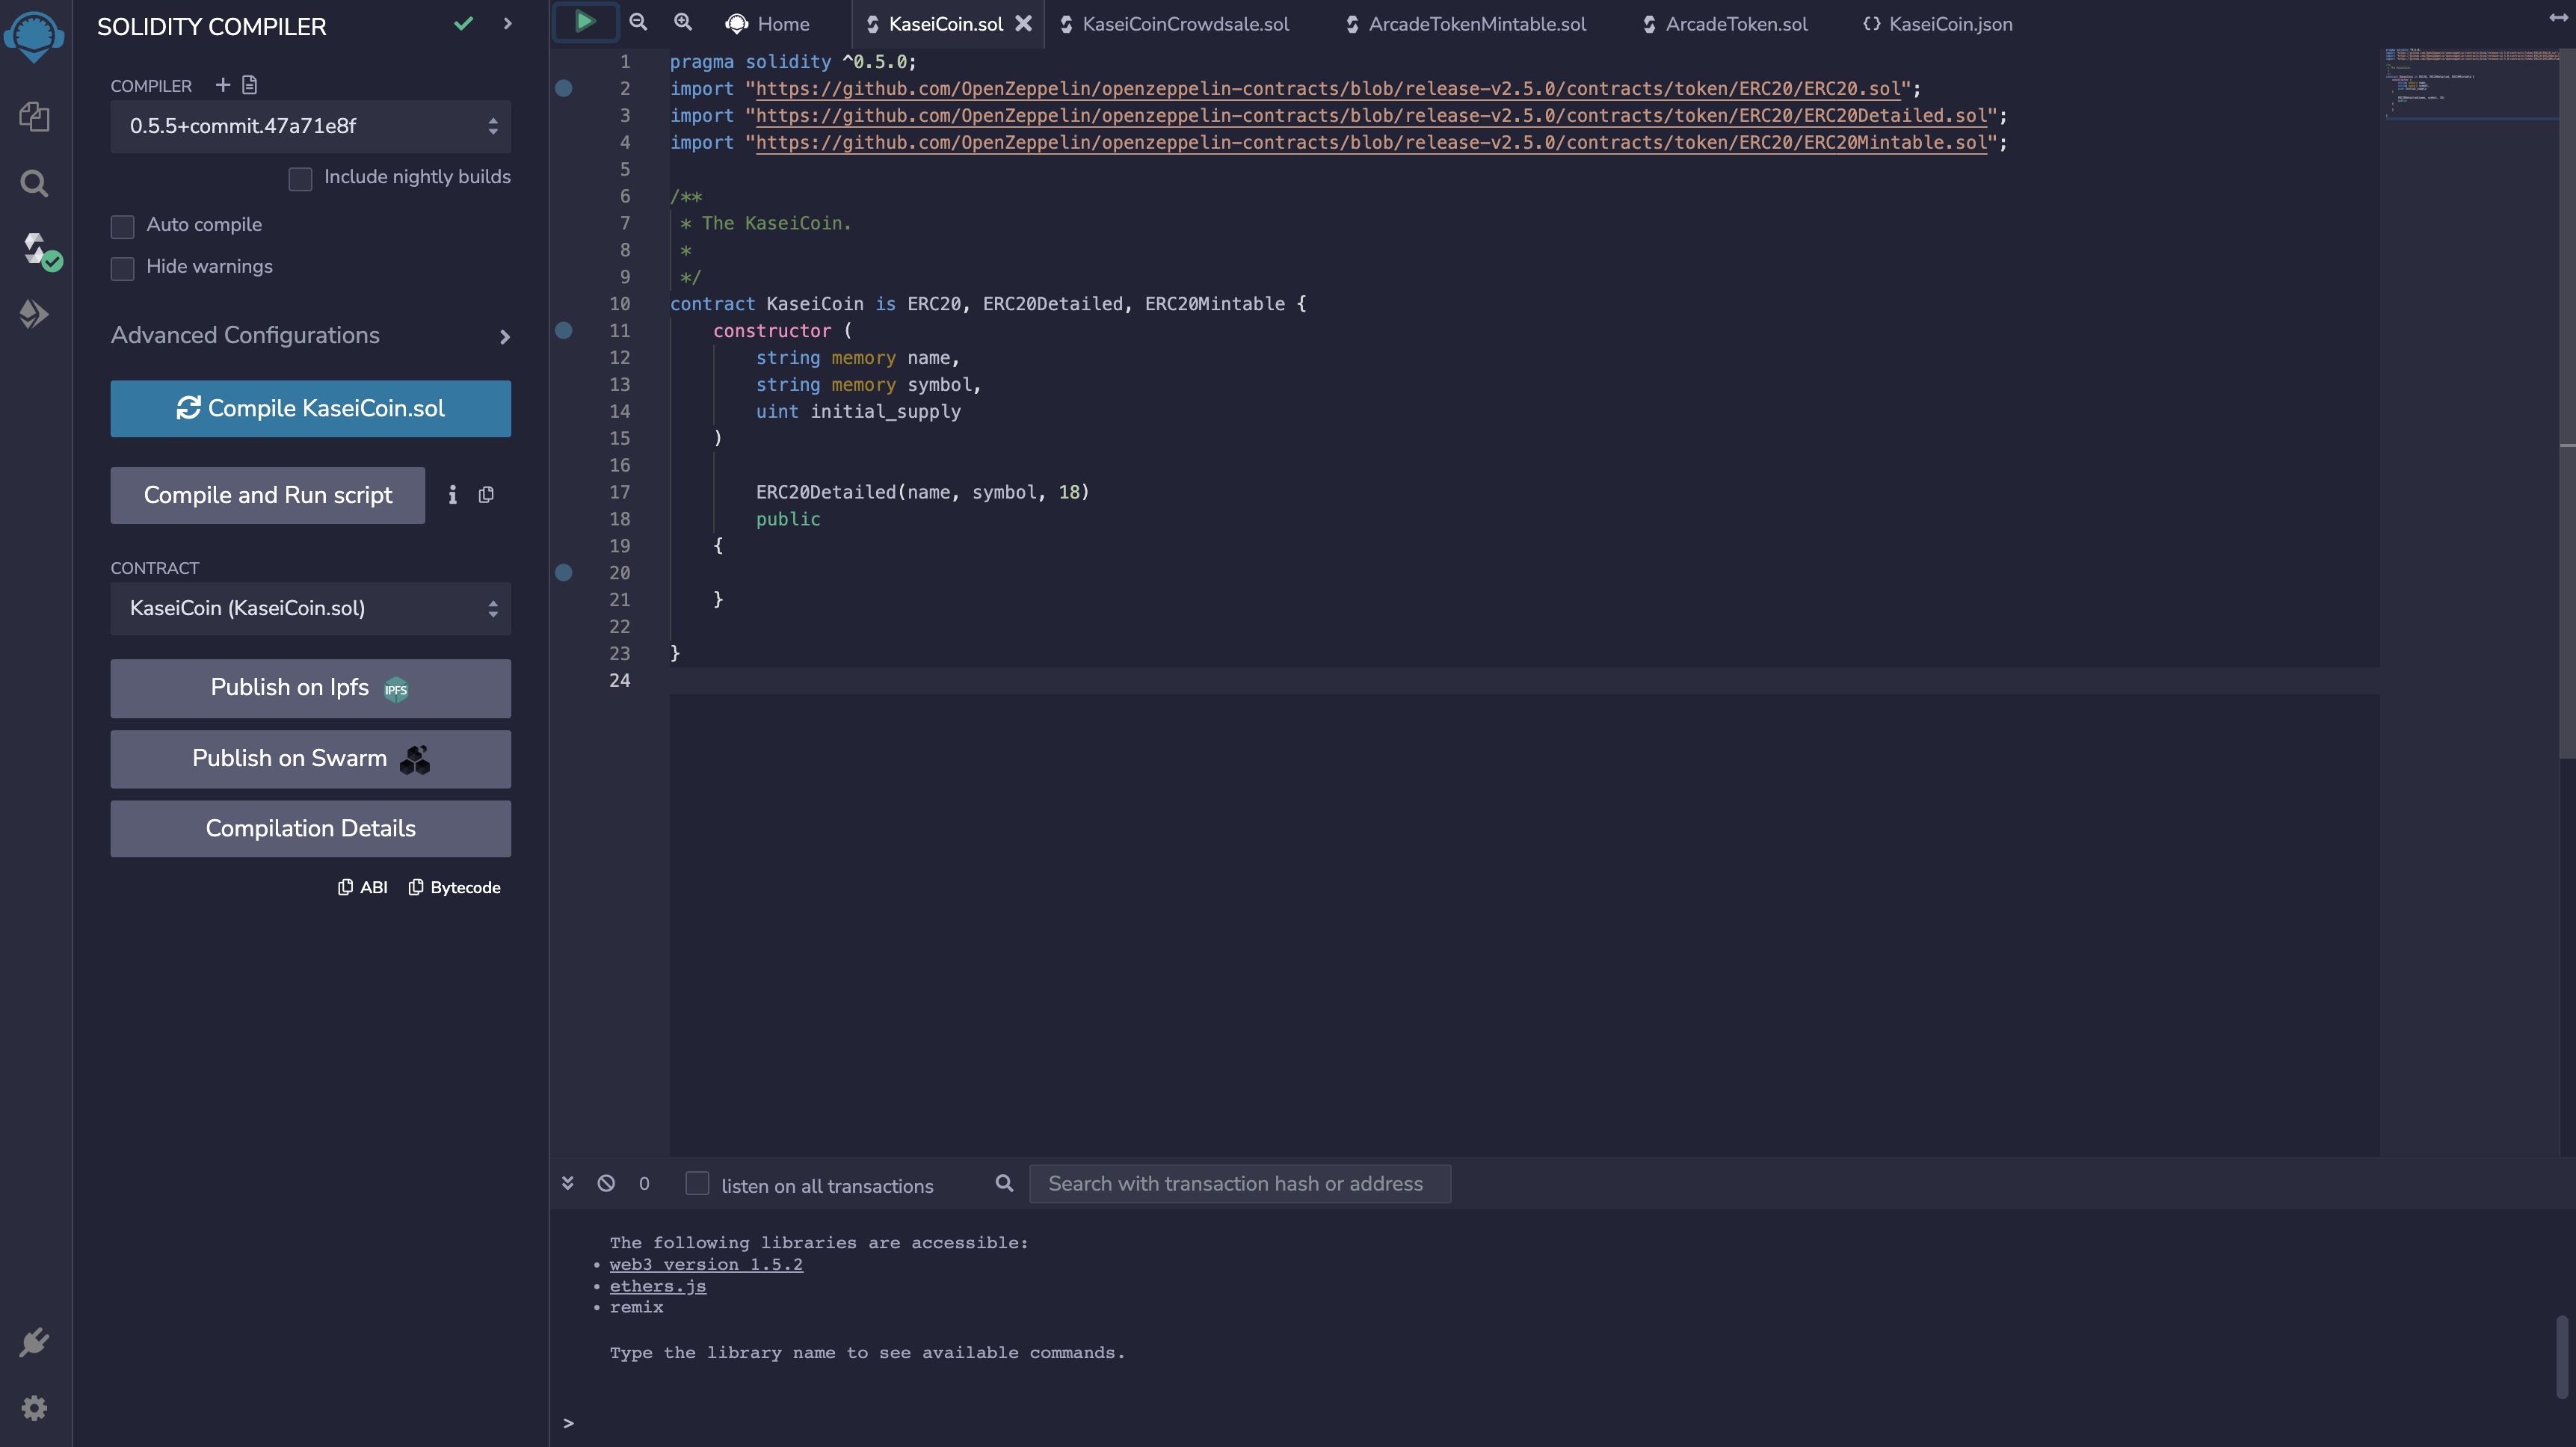 SOLIDITY COMPILER
COMPILER
0.5.5+commit.47a71e8f
Include nightly builds
Auto compile
Hide warnings
Advanced Configurations
Compile KaseiCoin.sol
Compile and Run script
CONTRACT
KaseiCoin (KaseiCoin.sol)
Publish on Ipfs IPFS
Publish on Swarm
Compilation Details
ABI Bytecode
Home KaseiCoin.sol KaseiCoinCrowdsale.sol ArcadeTokenMintable.sol ArcadeToken.sol {} KaseiCoin.json
1 pragma solidity ^0.5.0;
2 import "https://github.com/OpenZeppelin/openzeppelin-contracts/blob/release-v2.5.0/contracts/token/ERC20/ERC20.sol";
3 import "https://github.com/OpenZeppelin/openzeppelin-contracts/blob/release-v2.5.0/contracts/token/ERC20/ERC20Detailed.sol";
4 import "https://github.com/OpenZeppelin/openzeppelin-contracts/blob/release-v2.5.0/contracts/token/ERC20/ERC20Mintable.sol";
5
6 /**
7 * The KaseiCoin.
8 *
9 */
10 contract KaseiCoin is ERC20, ERC20Detailed, ERC20Mintable {
11 constructor (
12 string memory name,
13 string memory symbol,
14 uint initial_supply
15 )
16
17 ERC20Detailed(name, symbol, 18)
18 public
19 {
20
21 }
22
23 }
24
0 listen on all transactions Search with transaction hash or address
The following libraries are accessible:
• web3 version 1.5.2
• ethers.js
• remix
Type the library name to see available commands.
>